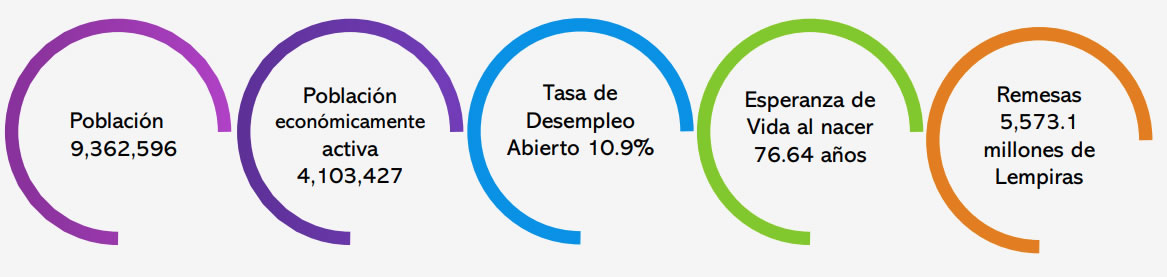 Población
9,362,596
Población
económicamente
activa
4,103,427
Tasa de
Desempleo
Abierto 10.9%
Esperanza de
Vida al nacer
76.64 años
Remesas
5,573.1
millones de
Lempiras